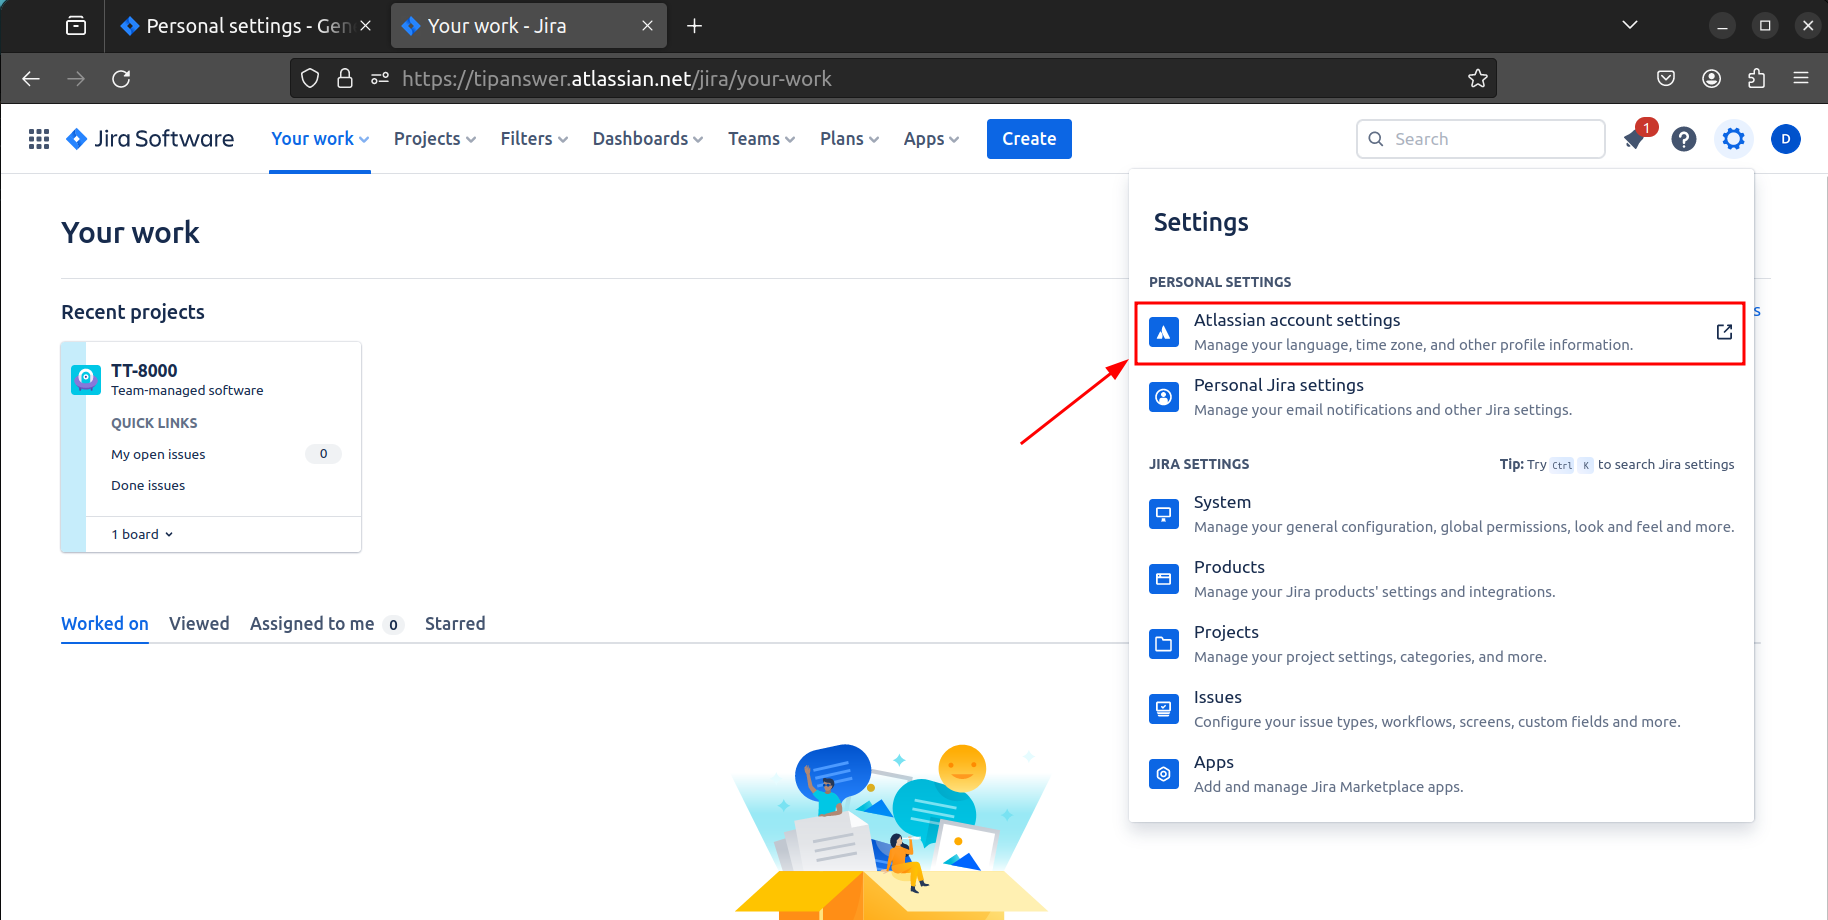 Personal settings - Gen
Your work - Jira
https://tipanswer.atlassian.net/jira/your-work
Jira Software
Your work
Projects
Filters
Dashboards
Teams
Plans
Apps
Create
Search
1
D
Your work
Recent projects
TT-8000
Team-managed software
QUICK LINKS
My open issues 0
Done issues
1 board
Worked on
Viewed
Assigned to me 0
Starred
Settings
PERSONAL SETTINGS
Atlassian account settings
Manage your language, time zone, and other profile information.
Personal Jira settings
Manage your email notifications and other Jira settings.
JIRA SETTINGS
Tip: Try Ctrl K to search Jira settings
System
Manage your general configuration, global permissions, look and feel and more.
Products
Manage your Jira products' settings and integrations.
Projects
Manage your project settings, categories, and more.
Issues
Configure your issue types, workflows, screens, custom fields and more.
Apps
Add and manage Jira Marketplace apps.